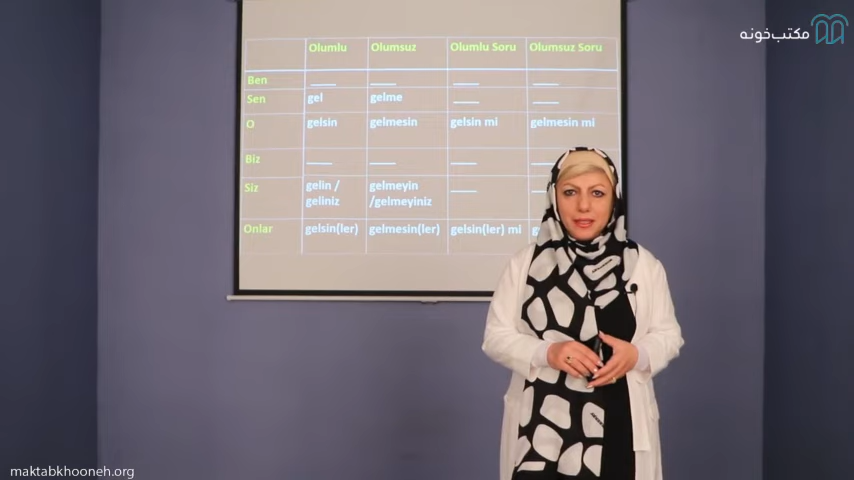 مکتب‌خونه
Olumlu Olumsuz Olumlu Soru Olumsuz Soru
Ben
Sen gel gelme
O gelsin gelmesin gelsin mi gelmesin mi
Biz
Siz gelin / gelmeyin
geliniz /gelmeyiniz
Onlar gelsin(ler) gelmesin(ler) gelsin(ler) mi
maktabkhooneh.org